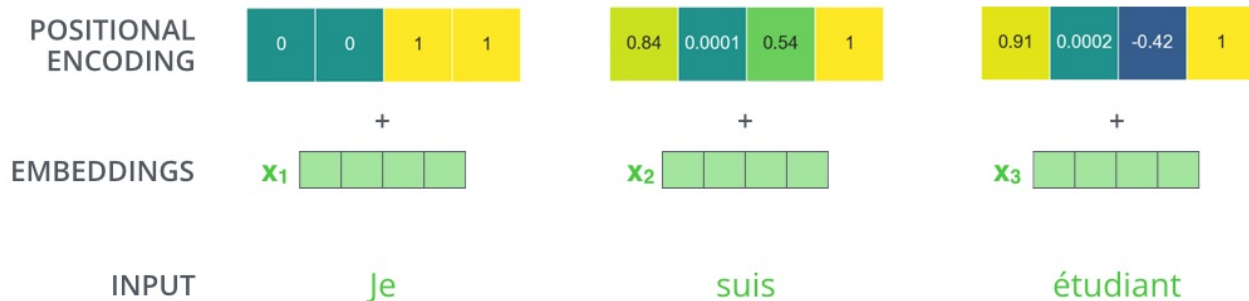 POSITIONAL
ENCODING
0 0 1 1
0.84 0.0001 0.54 1
0.91 0.0002 -0.42 1
+ + +
EMBEDDINGS
x1
x2
x3
INPUT
Je
suis
étudiant